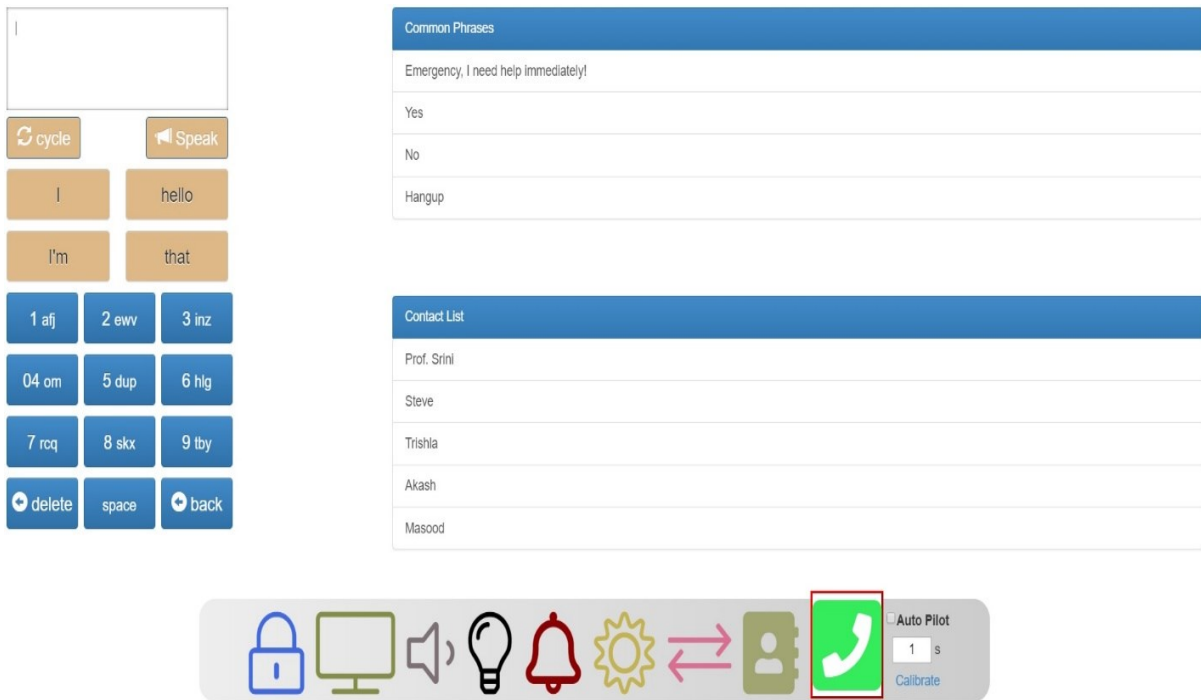 cycle
Speak
I
hello
I'm
that
1 afj
2 ewv
3 inz
04 om
5 dup
6 hlg
7 rcq
8 skx
9 tby
delete
space
back
Common Phrases
Emergency, I need help immediately!
Yes
No
Hangup
Contact List
Prof. Srini
Steve
Trishla
Akash
Masood
Auto Pilot
1 s
Calibrate